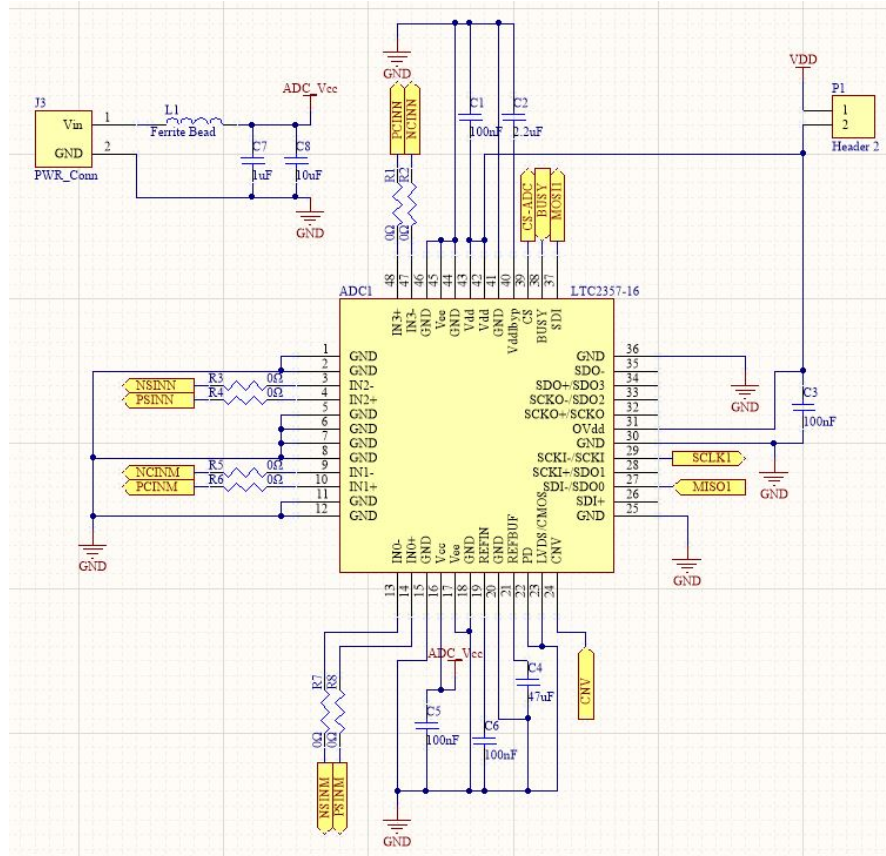 J3
Vin
GND
PWR_Conn
1
2
L1
Ferrite Bead
ADC_Vcc
C7
1uF
C8
10uF
GND
GND
PCINN
NCINN
R1
R2
0Ω
0Ω
C1
100nF
C2
2.2uF
CS-ADC
BUSY
MOSI1
VDD
P1
1
2
Header 2
ADC1
LTC2357-16
48
47
46
45
44
43
42
41
40
39
38
37
IN3+
IN3-
GND
Vee
GND
Vdd
Vdd
GND
Vddlbyp
CS
BUSY
SDI
1 GND
2 GND
3 IN2-
4 IN2+
5 GND
6 GND
7 GND
8 GND
9 IN1-
10 IN1+
11 GND
12 GND
NSINN
R3
0Ω
PSINN
R4
0Ω
NCINM
R5
0Ω
PCINM
R6
0Ω
GND
GND 36
SDO- 35
SDO+/SDO3 34
SCKO-/SDO2 33
SCKO+/SCKO 32
OVdd 31
GND 30
SCKI-/SCKI 29
SCKI+/SDO1 28
SDI-/SDO0 27
SDI+ 26
GND 25
GND
C3
100nF
SCLK1
MISO1
GND
GND
IN0-
IN0+
GND
Vcc
Vee
GND
REFIN
GND
REFBUF
PD
LVDS/CMOS
CNV
13
14
15
16
17
18
19
20
21
22
23
24
ADC_Vcc
R7
R8
0Ω
0Ω
NSINM
PSINM
C5
100nF
C6
100nF
C4
47uF
CNV
GND